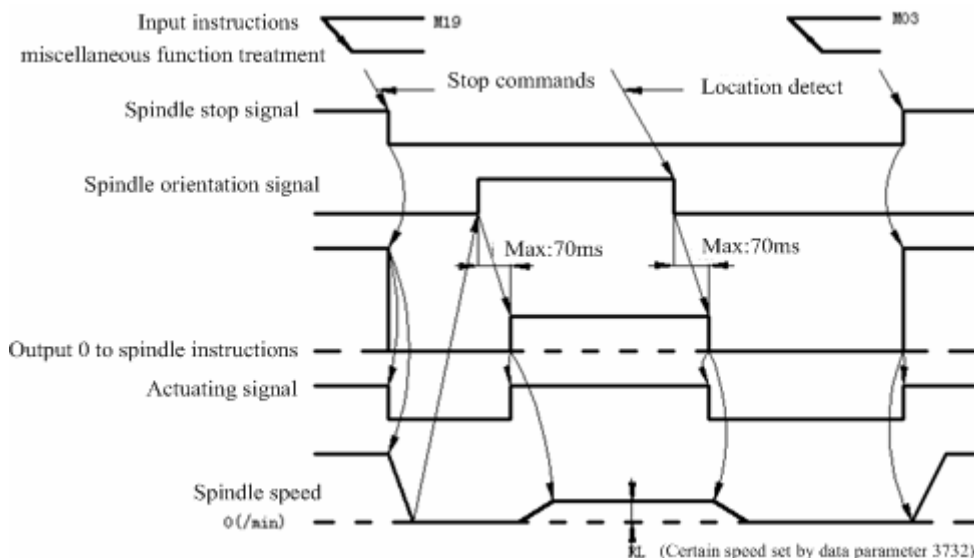 Input instructions
M19
M03
miscellaneous function treatment
Stop commands
Location detect
Spindle stop signal
Spindle orientation signal
Max:70ms
Max:70ms
Output 0 to spindle instructions
Actuating signal
Spindle speed
0(/min)
RL (Certain speed set by data parameter 3732)